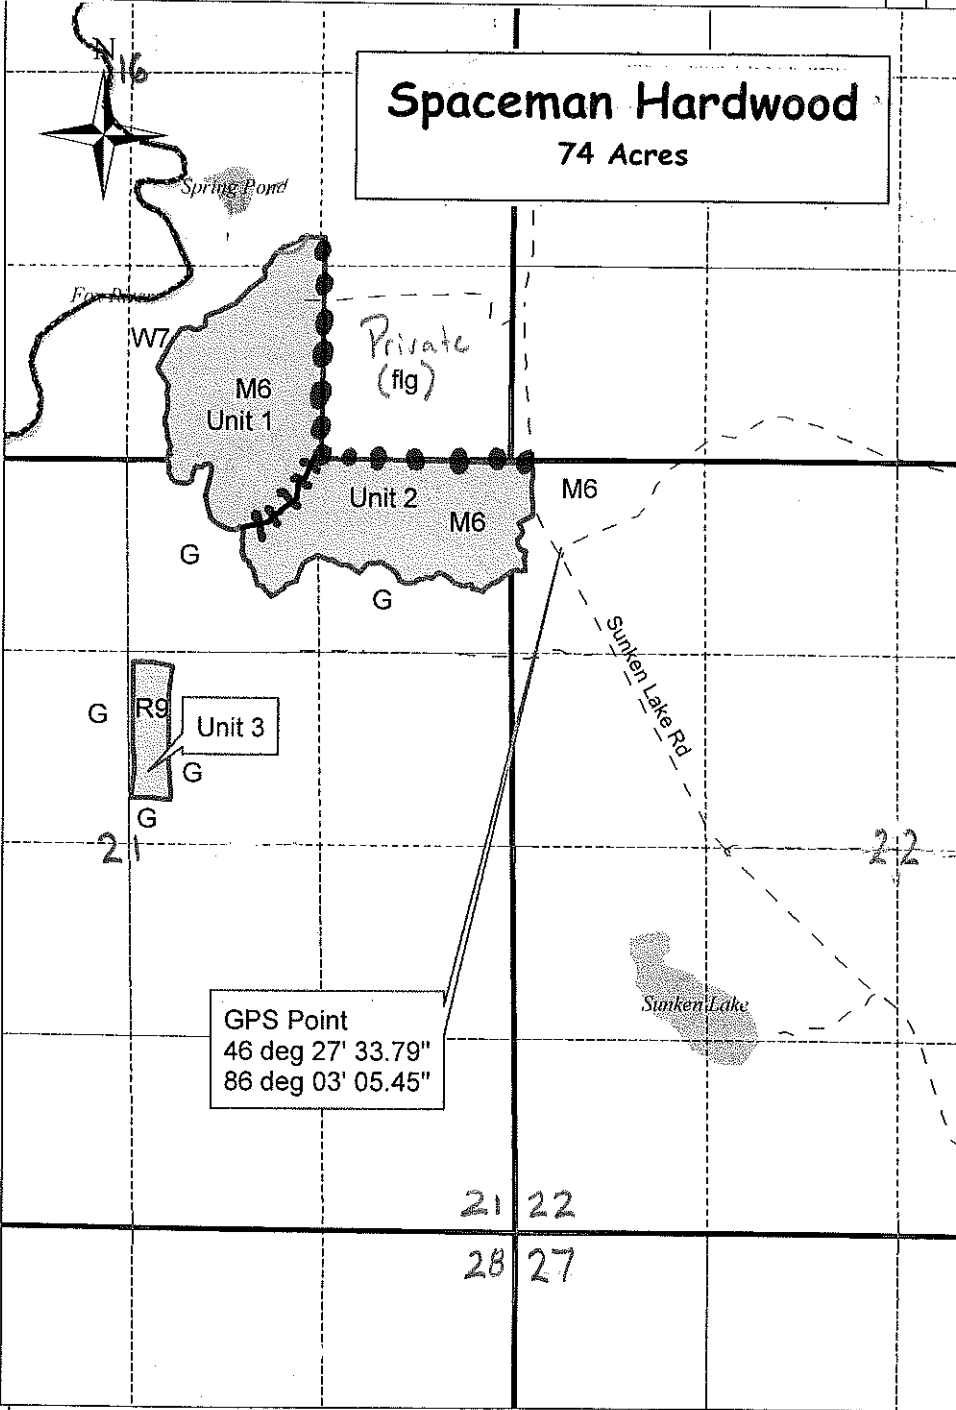 N
16
Spaceman Hardwood
74 Acres
Spring Pond
Fox River
W7
Private
(flg)
M6
Unit 1
Unit 2
M6
M6
G
G
Sunken Lake Rd
G
R9
Unit 3
G
G
21
22
Sunken Lake
GPS Point
46 deg 27' 33.79"
86 deg 03' 05.45"
21 22
28 27